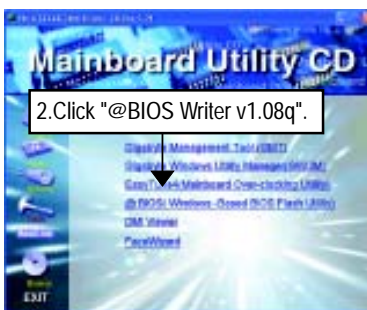 Mainboard Utility CD
2.Click "@BIOS Writer v1.08q".
Gigabyte Management Tool (GMT)
Gigabyte Windows Utility Manager
EasyTune4 Mainboard Over-clocking Utility
@BIOS( Windows -Based BIOS Flash Utility)
DMI Viewer
FaceWizard
EXIT